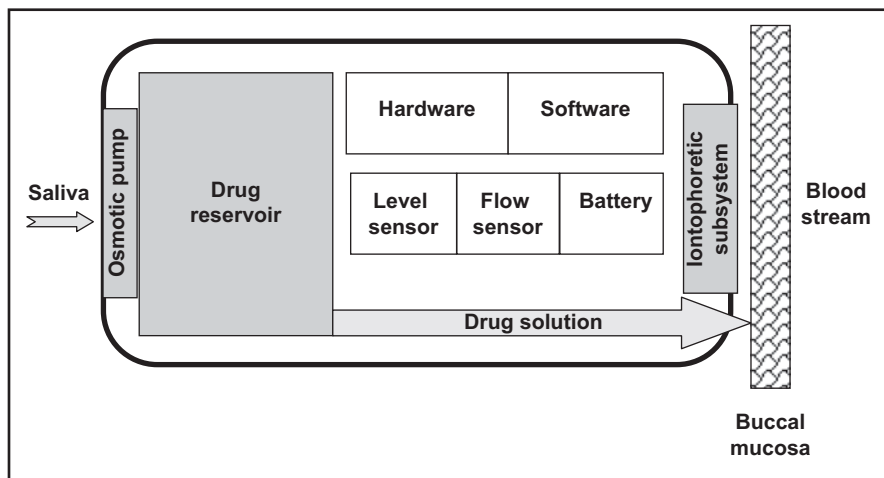 Saliva
Osmotic pump
Drug
reservoir
Hardware
Software
Level
sensor
Flow
sensor
Battery
Drug solution
Iontophoretic
subsystem
Blood
stream
Buccal
mucosa